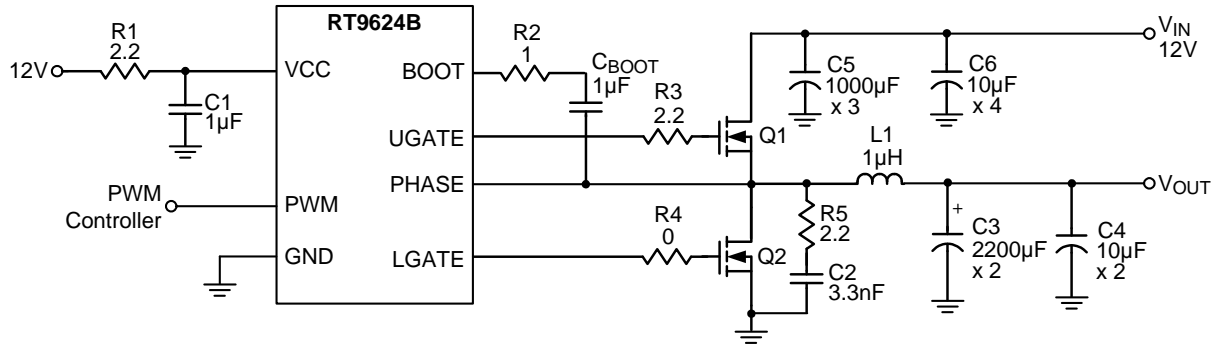 RT9624B
12V
R1
2.2
C1
1µF
VCC
PWM
Controller
PWM
GND
BOOT
UGATE
PHASE
LGATE
R2
1
CBOOT
1µF
R3
2.2
Q1
R4
0
Q2
R5
2.2
C2
3.3nF
C5
1000µF
x 3
C6
10µF
x 4
VIN
12V
L1
1µH
VOUT
+
C3
2200µF
x 2
C4
10µF
x 2